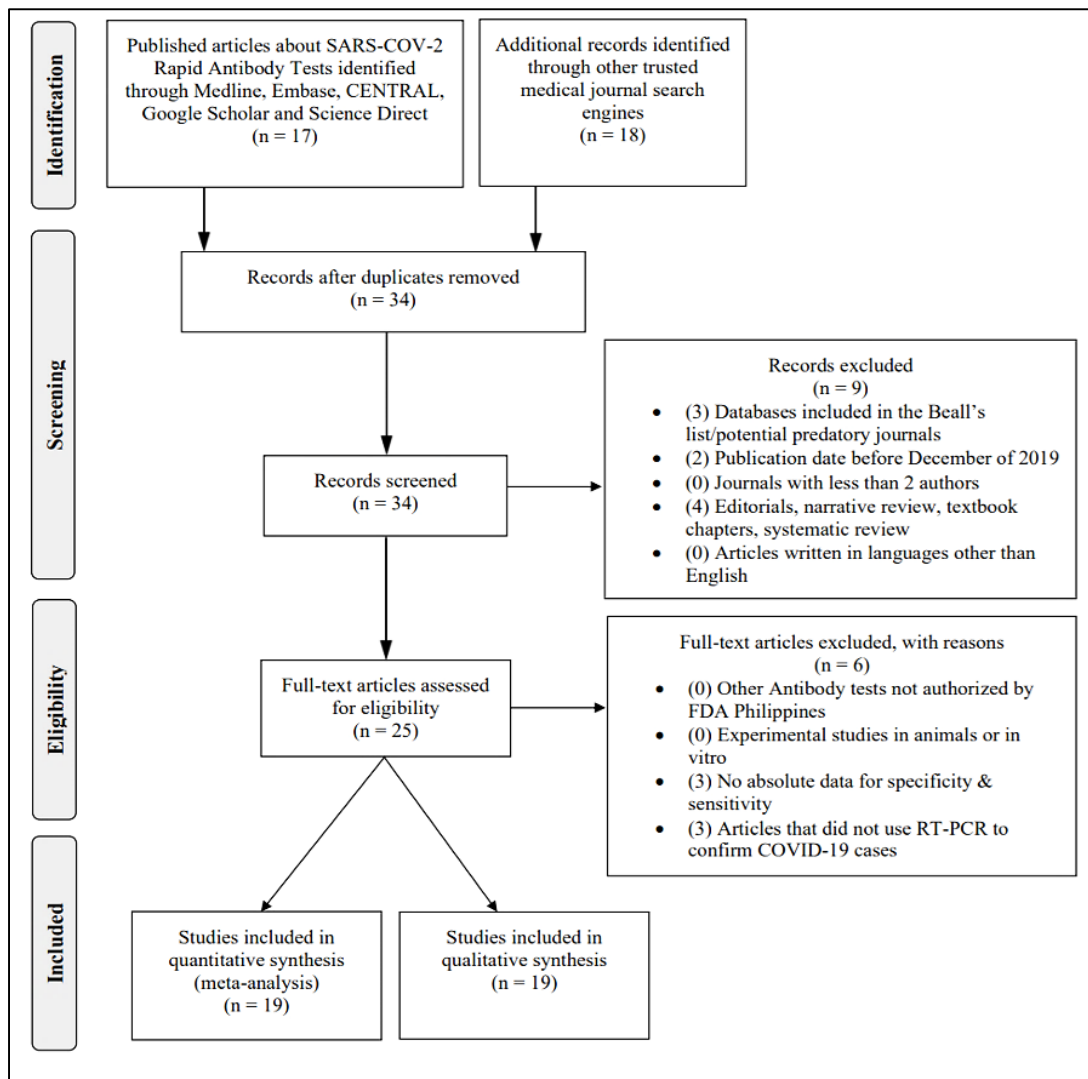 Identification
Published articles about SARS-COV-2
Rapid Antibody Tests identified
through Medline, Embase, CENTRAL,
Google Scholar and Science Direct
(n = 17)
Additional records identified
through other trusted
medical journal search
engines
(n = 18)
Screening
Records after duplicates removed
(n = 34)
Records screened
(n = 34)
Records excluded
(n = 9)
• (3) Databases included in the Beall’s
list/potential predatory journals
• (2) Publication date before December of 2019
• (0) Journals with less than 2 authors
• (4) Editorials, narrative review, textbook
chapters, systematic review
• (0) Articles written in languages other than
English
Eligibility
Full-text articles assessed
for eligibility
(n = 25)
Full-text articles excluded, with reasons
(n = 6)
• (0) Other Antibody tests not authorized by
FDA Philippines
• (0) Experimental studies in animals or in
vitro
• (3) No absolute data for specificity &
sensitivity
• (3) Articles that did not use RT-PCR to
confirm COVID-19 cases
Included
Studies included in
quantitative synthesis
(meta-analysis)
(n = 19)
Studies included in
qualitative synthesis
(n = 19)